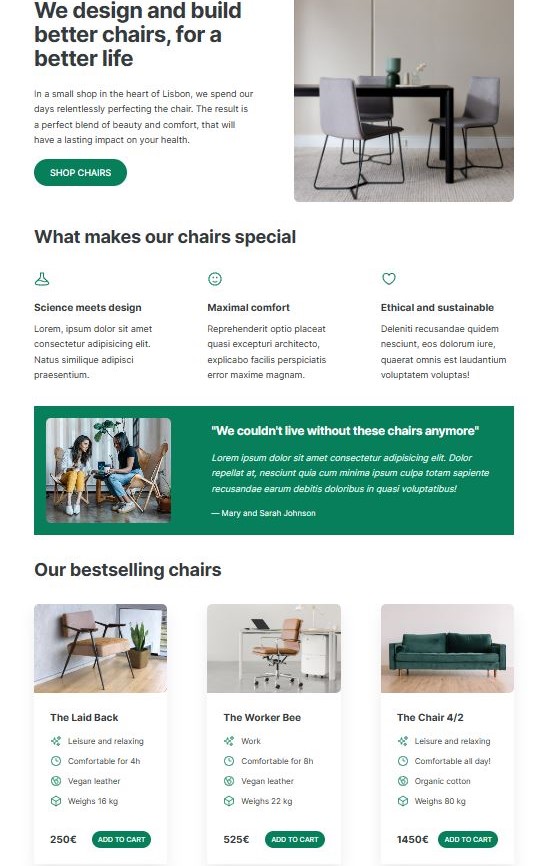 We design and build
better chairs, for a
better life
In a small shop in the heart of Lisbon, we spend our
days relentlessly perfecting the chair. The result is
a perfect blend of beauty and comfort, that will
have a lasting impact on your health.
SHOP CHAIRS
What makes our chairs special
Science meets design
Lorem, ipsum dolor sit amet
consectetur adipisicing elit.
Natus similique adipisci
praesentium.
Maximal comfort
Reprehenderit optio placeat
quasi excepturi architecto,
explicabo facilis perspiciatis
error maxime magnam.
Ethical and sustainable
Deleniti recusandae quidem
nesciunt, eos dolorum iure,
quaerat omnis est laudantium
voluptatem voluptas!
"We couldn't live without these chairs anymore"
Lorem ipsum dolor sit amet consectetur adipisicing elit. Dolor
repellat at, nesciunt quia cum minima ipsum culpa totam sapiente
recusandae earum debitis doloribus in quasi voluptatibus!
— Mary and Sarah Johnson
Our bestselling chairs
The Laid Back
Leisure and relaxing
Comfortable for 4h
Vegan leather
Weighs 16 kg
250€ ADD TO CART
The Worker Bee
Work
Comfortable for 8h
Vegan leather
Weighs 22 kg
525€ ADD TO CART
The Chair 4/2
Leisure and relaxing
Comfortable all day!
Organic cotton
Weighs 80 kg
1450€ ADD TO CART